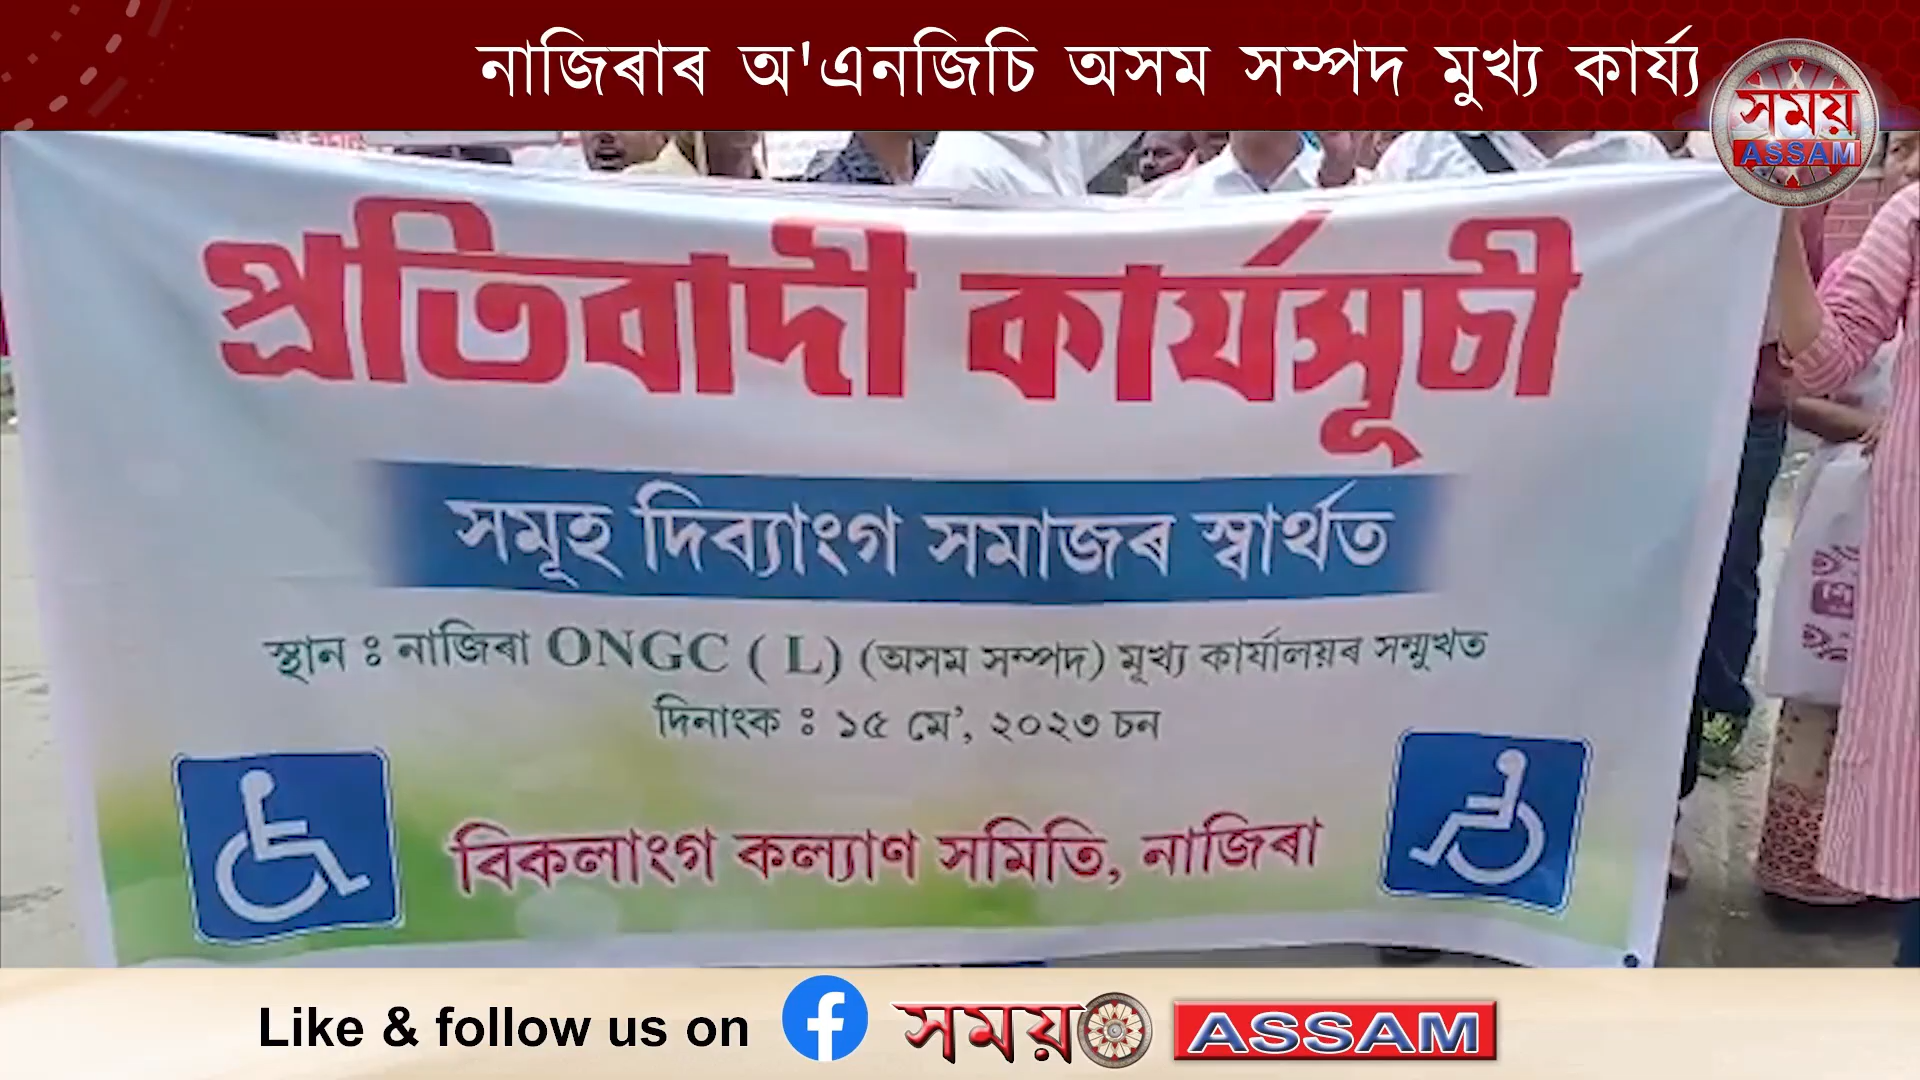 নাজিৰাৰ অ'এনজিচি অসম সম্পদ মুখ্য কাৰ্য্য
সময়
ASSAM
প্ৰতিবাদী কাৰ্যসূচী
সমূহ দিব্যাংগ সমাজৰ স্বাৰ্থত
স্থান ঃ নাজিৰা ONGC ( L) (অসম সম্পদ) মূখ্য কাৰ্যালয়ৰ সন্মুখত
দিনাংক ঃ ১৫ মে’, ২০২৩ চন
বিকলাংগ কল্যাণ সমিতি, নাজিৰা
Like & follow us on f সময় ASSAM